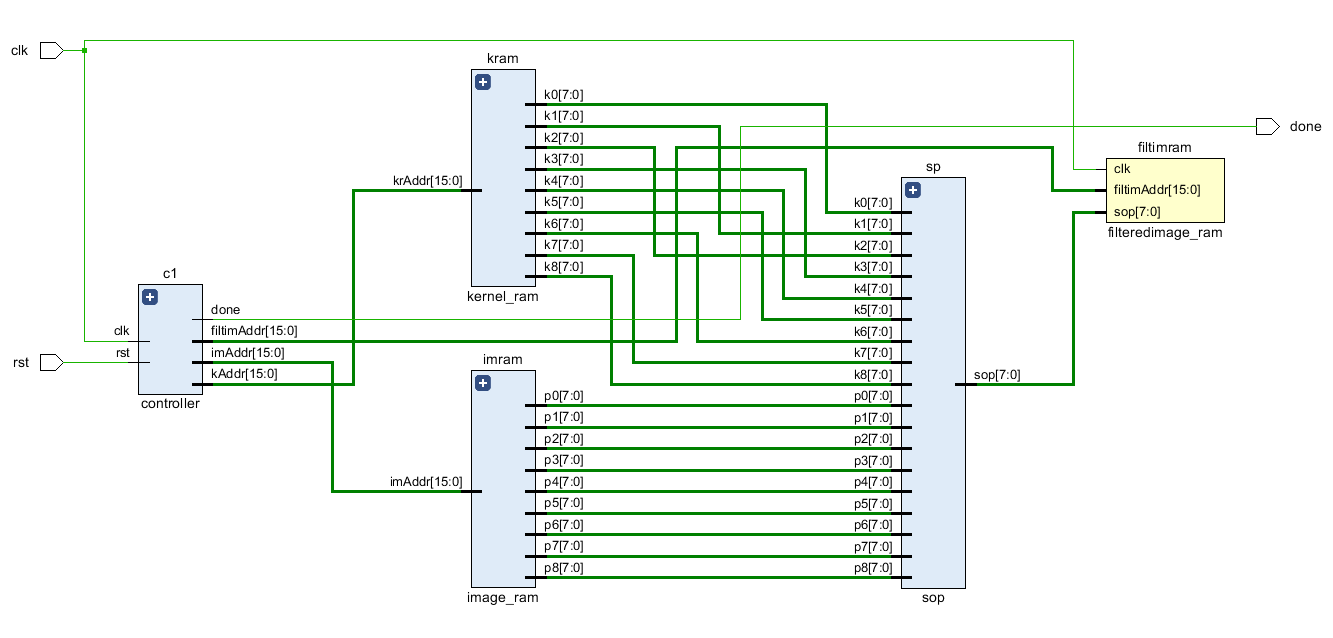 clk
rst
c1
clk
rst
done
filtimAddr[15:0]
imAddr[15:0]
kAddr[15:0]
controller
kram
krAddr[15:0]
k0[7:0]
k1[7:0]
k2[7:0]
k3[7:0]
k4[7:0]
k5[7:0]
k6[7:0]
k7[7:0]
k8[7:0]
kernel_ram
imram
imAddr[15:0]
p0[7:0]
p1[7:0]
p2[7:0]
p3[7:0]
p4[7:0]
p5[7:0]
p6[7:0]
p7[7:0]
p8[7:0]
image_ram
sp
k0[7:0]
k1[7:0]
k2[7:0]
k3[7:0]
k4[7:0]
k5[7:0]
k6[7:0]
k7[7:0]
k8[7:0]
p0[7:0]
p1[7:0]
p2[7:0]
p3[7:0]
p4[7:0]
p5[7:0]
p6[7:0]
p7[7:0]
p8[7:0]
sop[7:0]
sop
filtimram
clk
filtimAddr[15:0]
sop[7:0]
filteredimage_ram
done